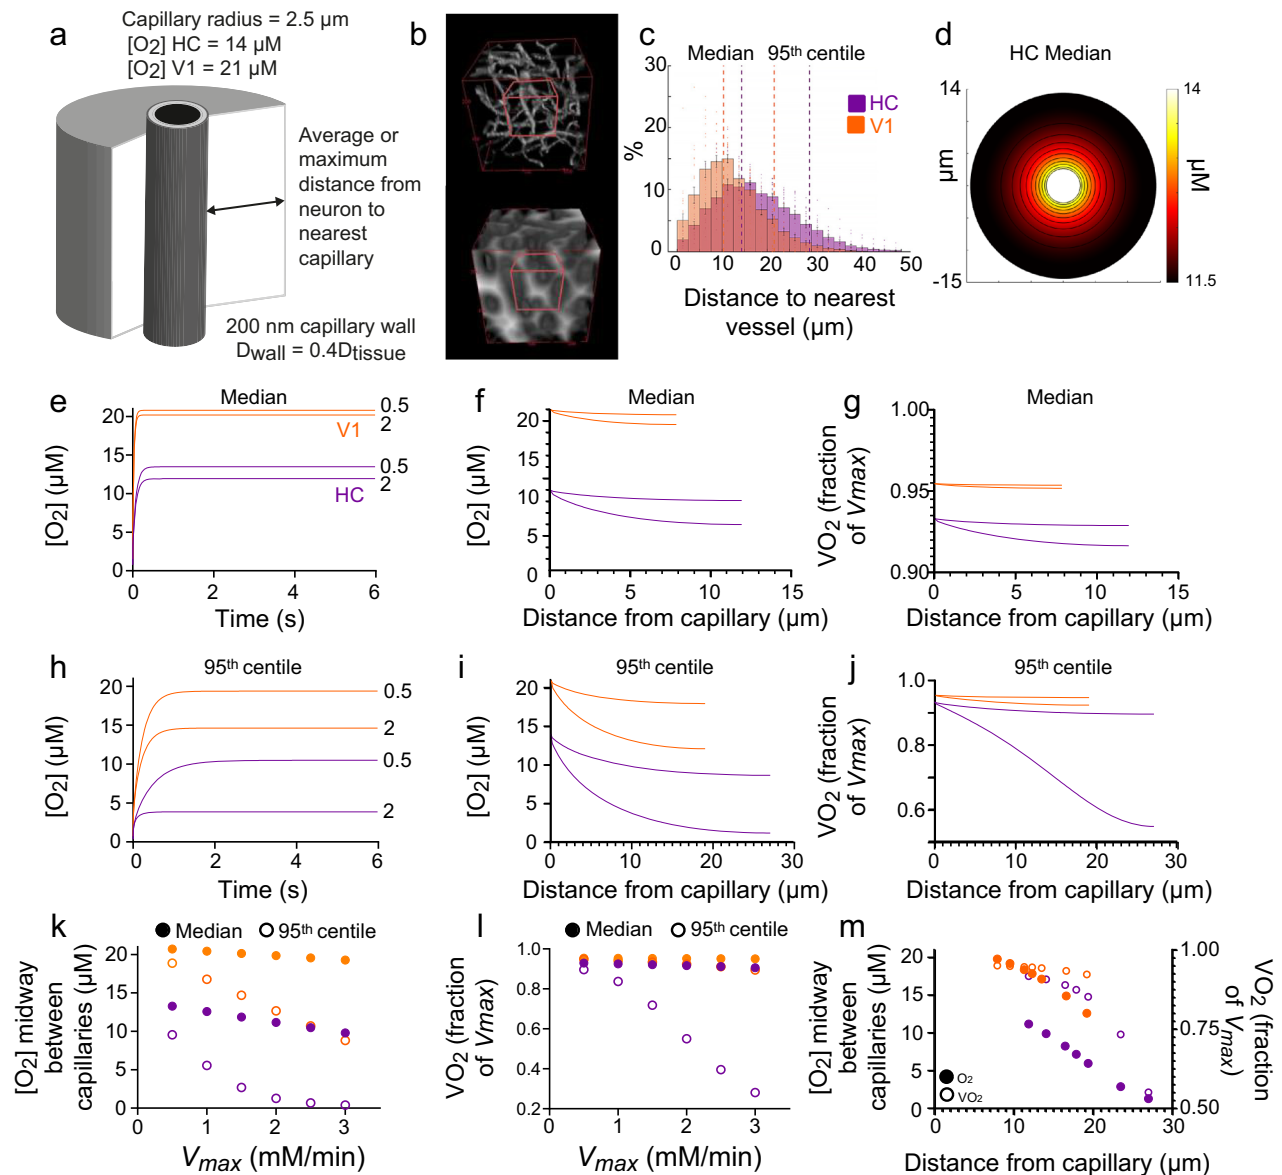 a
Capillary radius = 2.5 µm
[O2] HC = 14 µM
[O2] V1 = 21 µM
Average or
maximum
distance from
neuron to
nearest
capillary
200 nm capillary wall
Dwall = 0.4Dtissue
b
c
Median
95th centile
30
20
10
0
%
HC
V1
0 10 20 30 40 50
Distance to nearest
vessel (µm)
d
HC Median
14
µm
-15
14
µM
11.5
e
Median
20
15
10
5
0
[O2] (µM)
0.5
2
V1
0.5
2
HC
0 2 4 6
Time (s)
f
Median
20
15
10
5
0
[O2] (µM)
0 5 10 15
Distance from capillary (µm)
g
Median
1.00
0.95
0.90
VO2 (fraction
of Vmax)
0 5 10 15
Distance from capillary (µm)
h
95th centile
20
15
10
5
0
[O2] (µM)
0.5
2
0.5
2
0 2 4 6
Time (s)
i
95th centile
20
15
10
5
0
[O2] (µM)
0 10 20 30
Distance from capillary (µm)
j
95th centile
1.0
0.9
0.8
0.7
0.6
VO2 (fraction
of Vmax)
0 10 20 30
Distance from capillary (µm)
k
Median
95th centile
20
15
10
5
0
[O2] midway
between
capillaries (µM)
0 1 2 3
Vmax (mM/min)
l
Median
95th centile
1.0
0.8
0.6
0.4
0.2
VO2 (fraction
of Vmax)
0 1 2 3
Vmax (mM/min)
m
20
15
10
5
0
[O2] midway
between
capillaries (µM)
O2
VO2
1.00
0.75
0.50
VO2 (fraction
of Vmax)
0 10 20 30
Distance from capillary (µm)